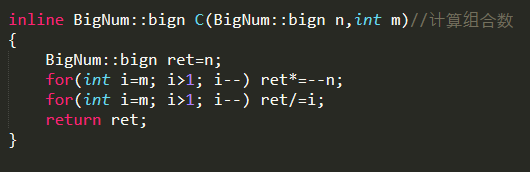 inline BigNum::bign C(BigNum::bign n,int m)//计算组合数
{
    BigNum::bign ret=n;
    for(int i=m; i>1; i--) ret*=--n;
    for(int i=m; i>1; i--) ret/=i;
    return ret;
}